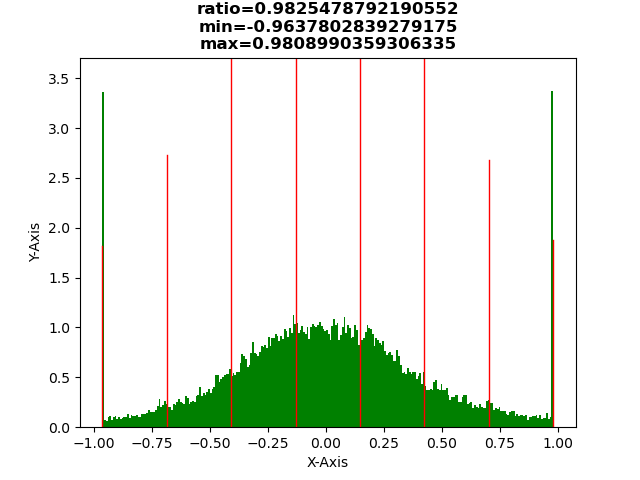 ratio=0.9825478792190552
min=-0.9637802839279175
max=0.9808990359306335
3.5
3.0
2.5
2.0
1.5
1.0
0.5
0.0
Y-Axis
−1.00 −0.75 −0.50 −0.25 0.00 0.25 0.50 0.75 1.00
X-Axis